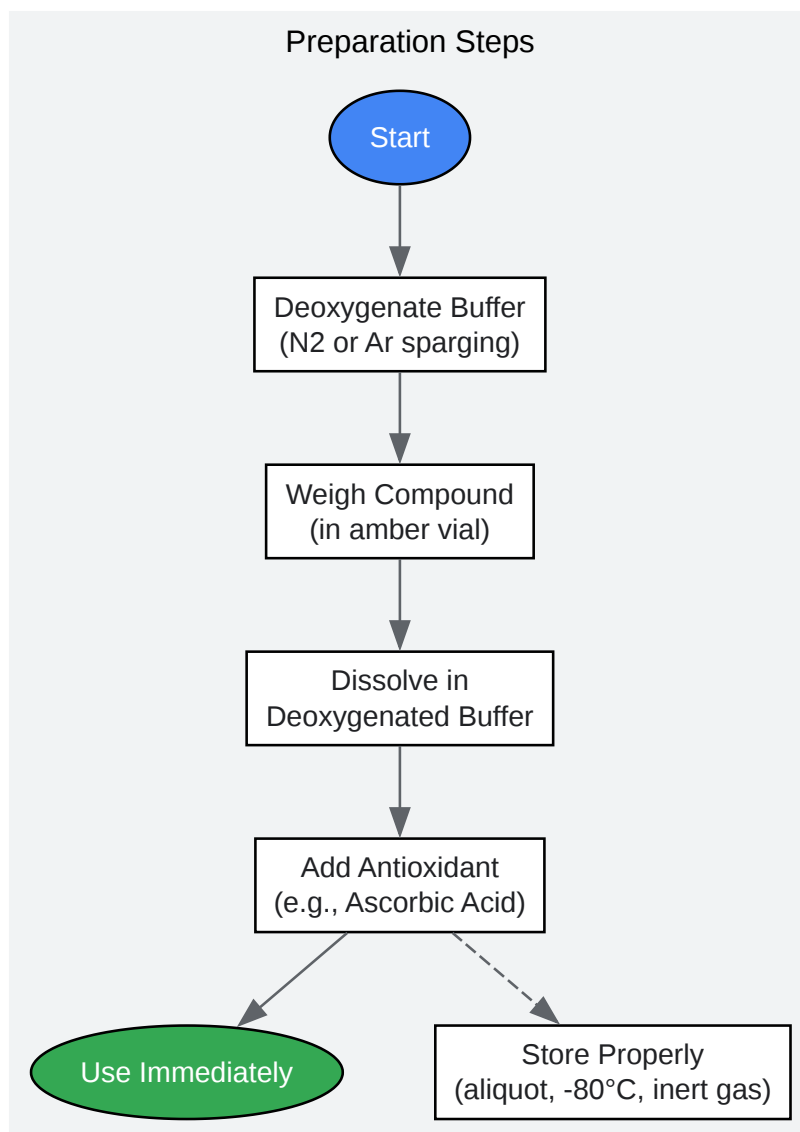 Preparation Steps
Start
Deoxygenate Buffer
(N2 or Ar sparging)
Weigh Compound
(in amber vial)
Dissolve in
Deoxygenated Buffer
Add Antioxidant
(e.g., Ascorbic Acid)
Use Immediately
Store Properly
(aliquot, -80°C, inert gas)